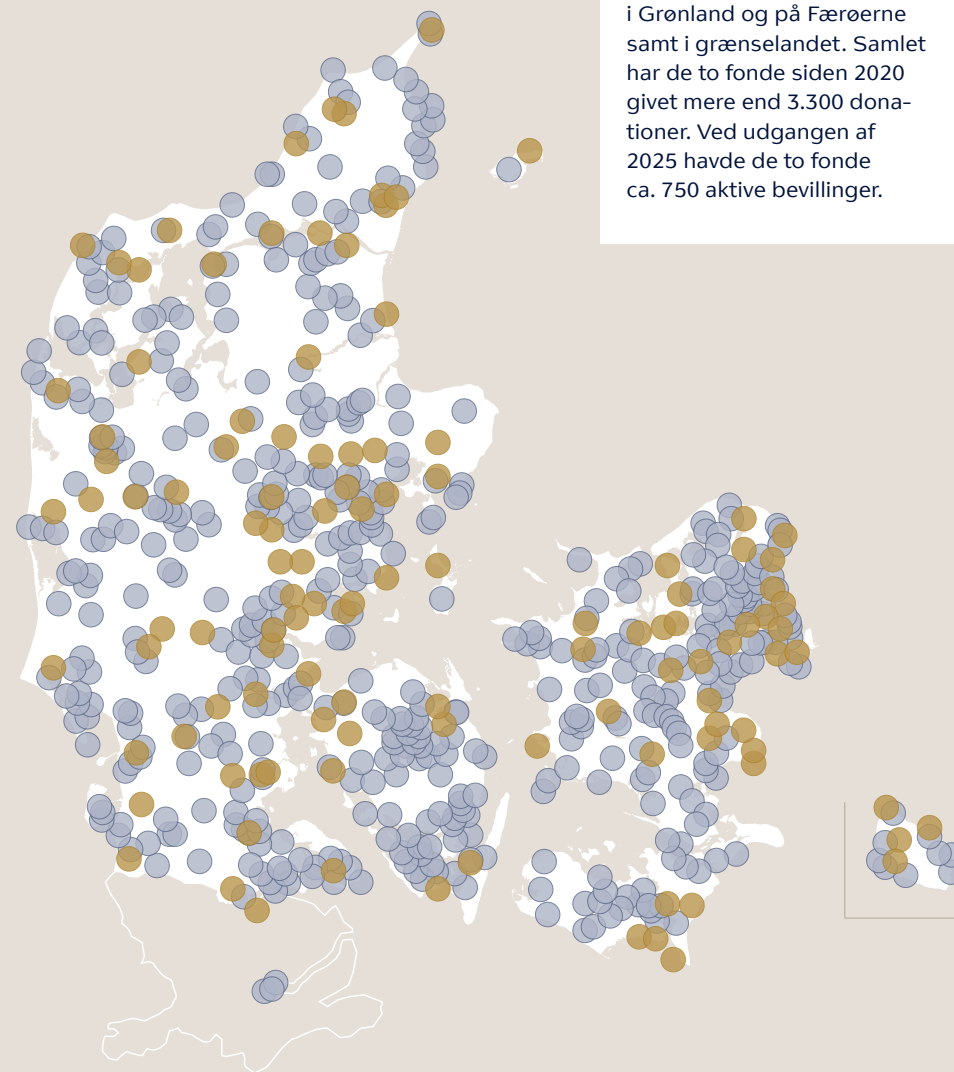 i Grønland og på Færøerne
samt i grænselandet. Samlet
har de to fonde siden 2020
givet mere end 3.300 dona-
tioner. Ved udgangen af
2025 havde de to fonde
ca. 750 aktive bevillinger.